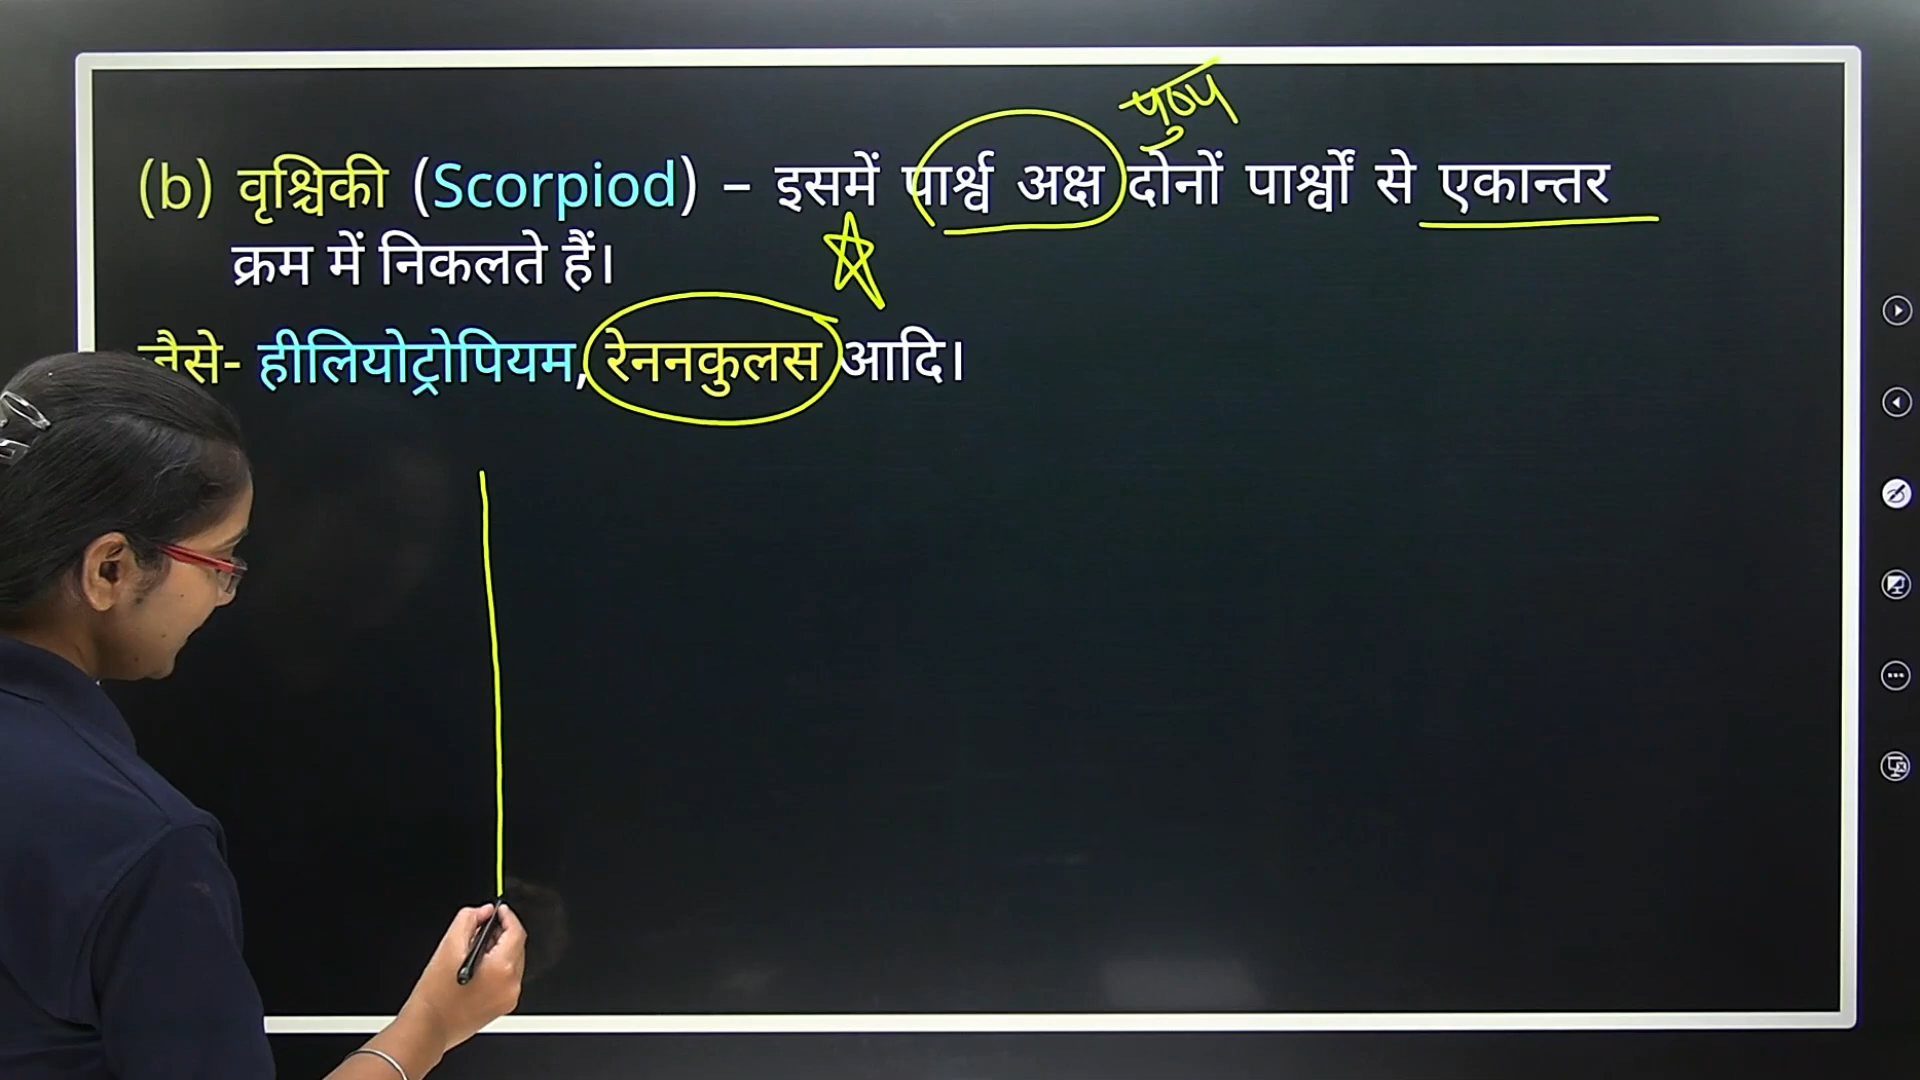 पुष्प
(b) वृश्चिकी (Scorpiod) – इसमें पार्श्व अक्ष दोनों पार्श्वों से एकान्तर
क्रम में निकलते हैं।
जैसे- हीलियोट्रोपियम, रेननकुलस आदि।